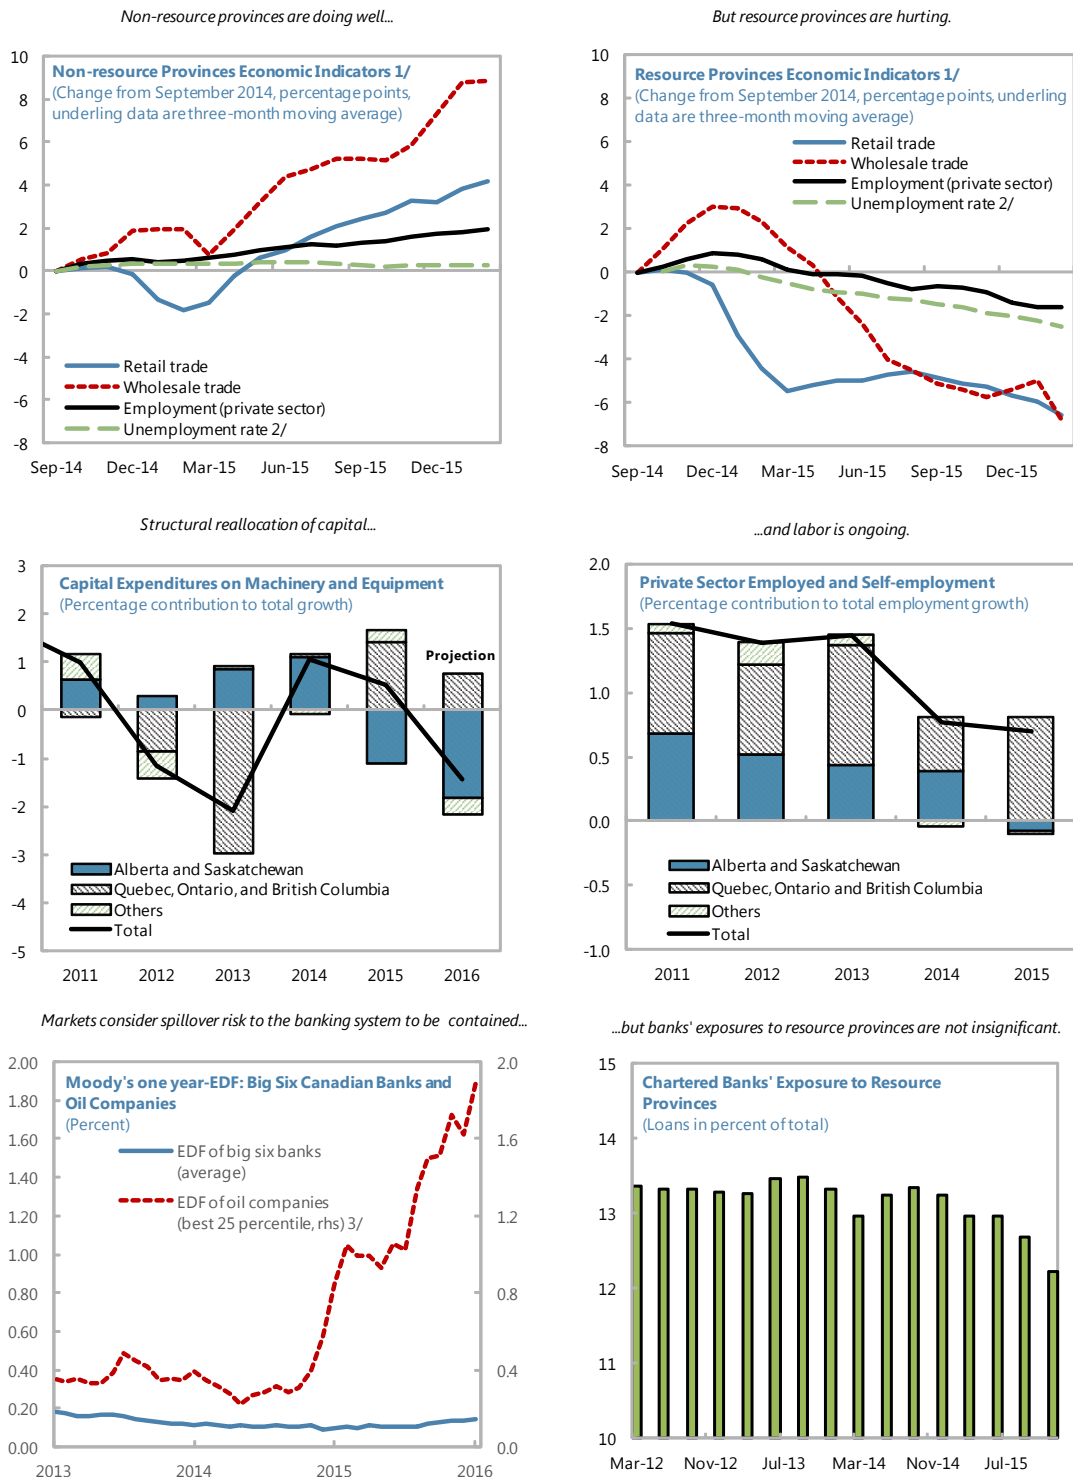 Non-resource Provinces are doing well...
10
8
6
4
2
0
-2
-4
-6
-8
Non-resource Provinces Economic Indicators 1/
(Change from September 2014, percentage points,
underling data are three-month moving average)
Retail trade
Wholesale trade
Employment (private sector)
Unemployment rate 2/
Sep-14 Dec-14 Mar-15 Jun-15 Sep-15 Dec-15
But resource provinces are hurting.
10
8
6
4
2
0
-2
-4
-6
-8
Resource Provinces Economic Indicators 1/
(Change from September 2014, percentage points, underling
data are three-month moving average)
Retail trade
Wholesale trade
Employment (private sector)
Unemployment rate 2/
Sep-14 Dec-14 Mar-15 Jun-15 Sep-15 Dec-15
Structural reallocation of capital...
3
2
1
0
-1
-2
-3
-4
-5
Capital Expenditures on Machinery and Equipment
(Percentage contribution to total growth)
Projection
Alberta and Saskatchewan
Quebec, Ontario, and British Columbia
Others
Total
2011 2012 2013 2014 2015 2016
...and labor is ongoing.
2.0
1.5
1.0
0.5
0.0
-0.5
-1.0
Private Sector Employed and Self-employment
(Percentage contribution to total employment growth)
Alberta and Saskatchewan
Quebec, Ontario and British Columbia
Others
Total
2011 2012 2013 2014 2015
Markets consider spillover risk to the banking system to be contained...
2.00
1.80
1.60
1.40
1.20
1.00
0.80
0.60
0.40
0.20
0.00
Moody's one year-EDF: Big Six Canadian Banks and
Oil Companies
(Percent)
EDF of big six banks
(average)
EDF of oil companies
(best 25 percentile, rhs) 3/
2.0
1.6
1.2
0.8
0.4
0.0
2013 2014 2015 2016
...but banks' exposures to resource provinces are not insignificant.
15
14
13
12
11
10
Chartered Banks' Exposure to Resource
Provinces
(Loans in percent of total)
Mar-12 Nov-12 Jul-13 Mar-14 Nov-14 Jul-15